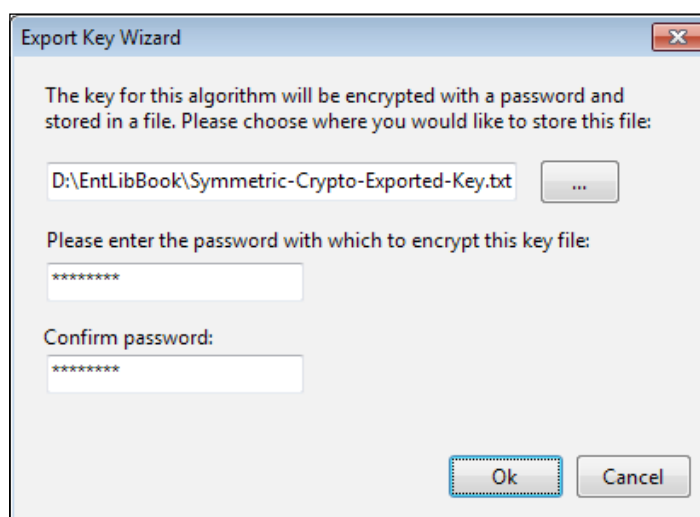 Export Key Wizard
The key for this algorithm will be encrypted with a password and
stored in a file. Please choose where you would like to store this file:
D:\EntLibBook\Symmetric-Crypto-Exported-Key.txt
...
Please enter the password with which to encrypt this key file:
********
Confirm password:
********
Ok
Cancel